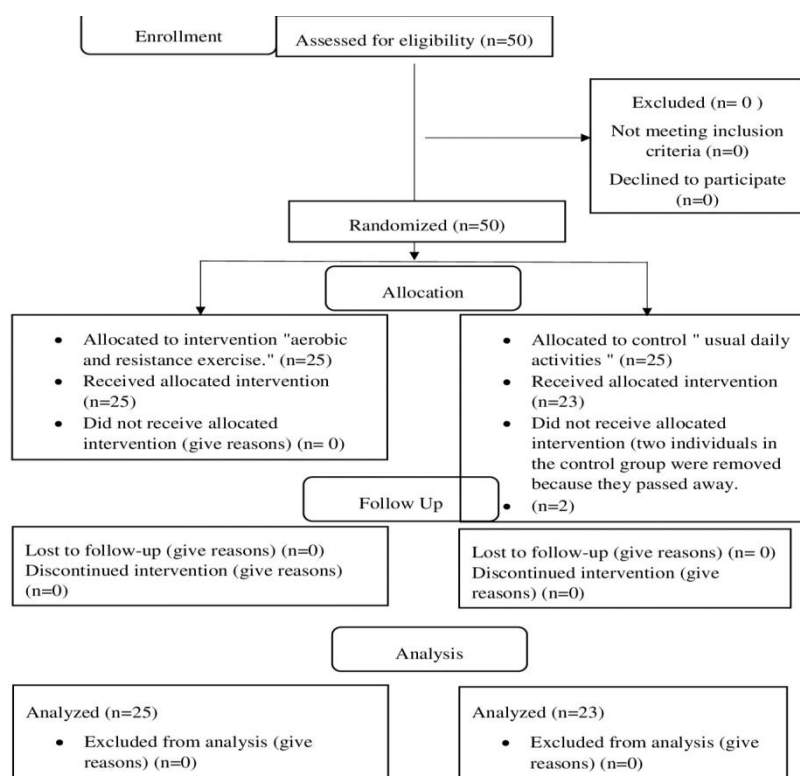 Enrollment
Assessed for eligibility (n=50)
Excluded (n= 0 )
Not meeting inclusion
criteria (n=0)
Declined to participate
(n=0)
Randomized (n=50)
Allocation
• Allocated to intervention "aerobic
and resistance exercise." (n=25)
• Received allocated intervention
(n=25)
• Did not receive allocated
intervention (give reasons) (n= 0)
• Allocated to control " usual daily
activities " (n=25)
• Received allocated intervention
(n=23)
• Did not receive allocated
intervention (two individuals in
the control group were removed
because they passed away.
• (n=2)
Follow Up
Lost to follow-up (give reasons) (n=0)
Discontinued intervention (give reasons)
(n=0)
Lost to follow-up (give reasons) (n= 0)
Discontinued intervention (give
reasons) (n=0)
Analysis
Analyzed (n=25)
• Excluded from analysis (give
reasons) (n=0)
Analyzed (n=23)
• Excluded from analysis (give
reasons) (n=0)